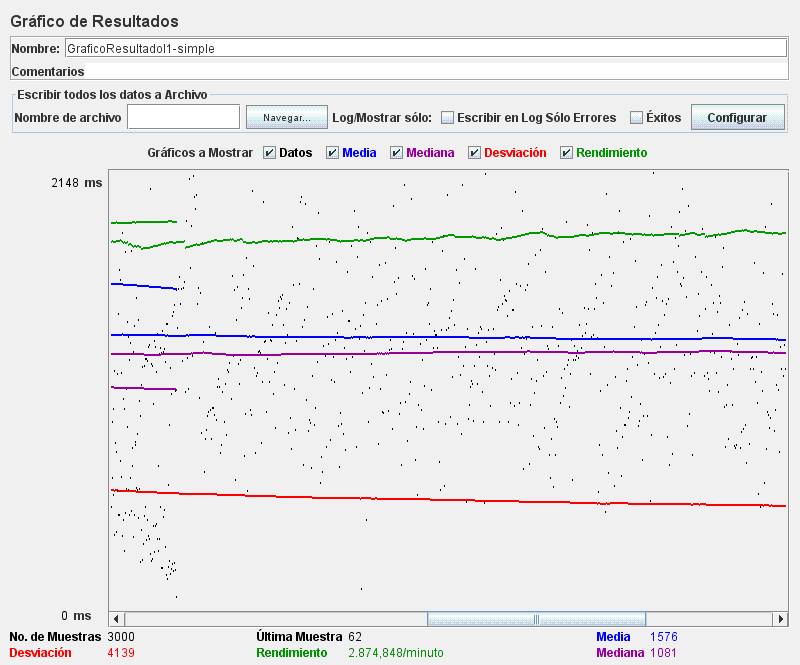 Gráfico de Resultados
Nombre: GraficoResultadoI1-simple
Comentarios
Escribir todos los datos a Archivo
Nombre de archivo Navegar... Log/Mostrar sólo: Escribir en Log Sólo Errores Éxitos Configurar
Gráficos a Mostrar Datos Media Mediana Desviación Rendimiento
2148 ms
0 ms
No. de Muestras 3000 Última Muestra 62 Media 1576
Desviación 4139 Rendimiento 2.874,848/minuto Mediana 1081